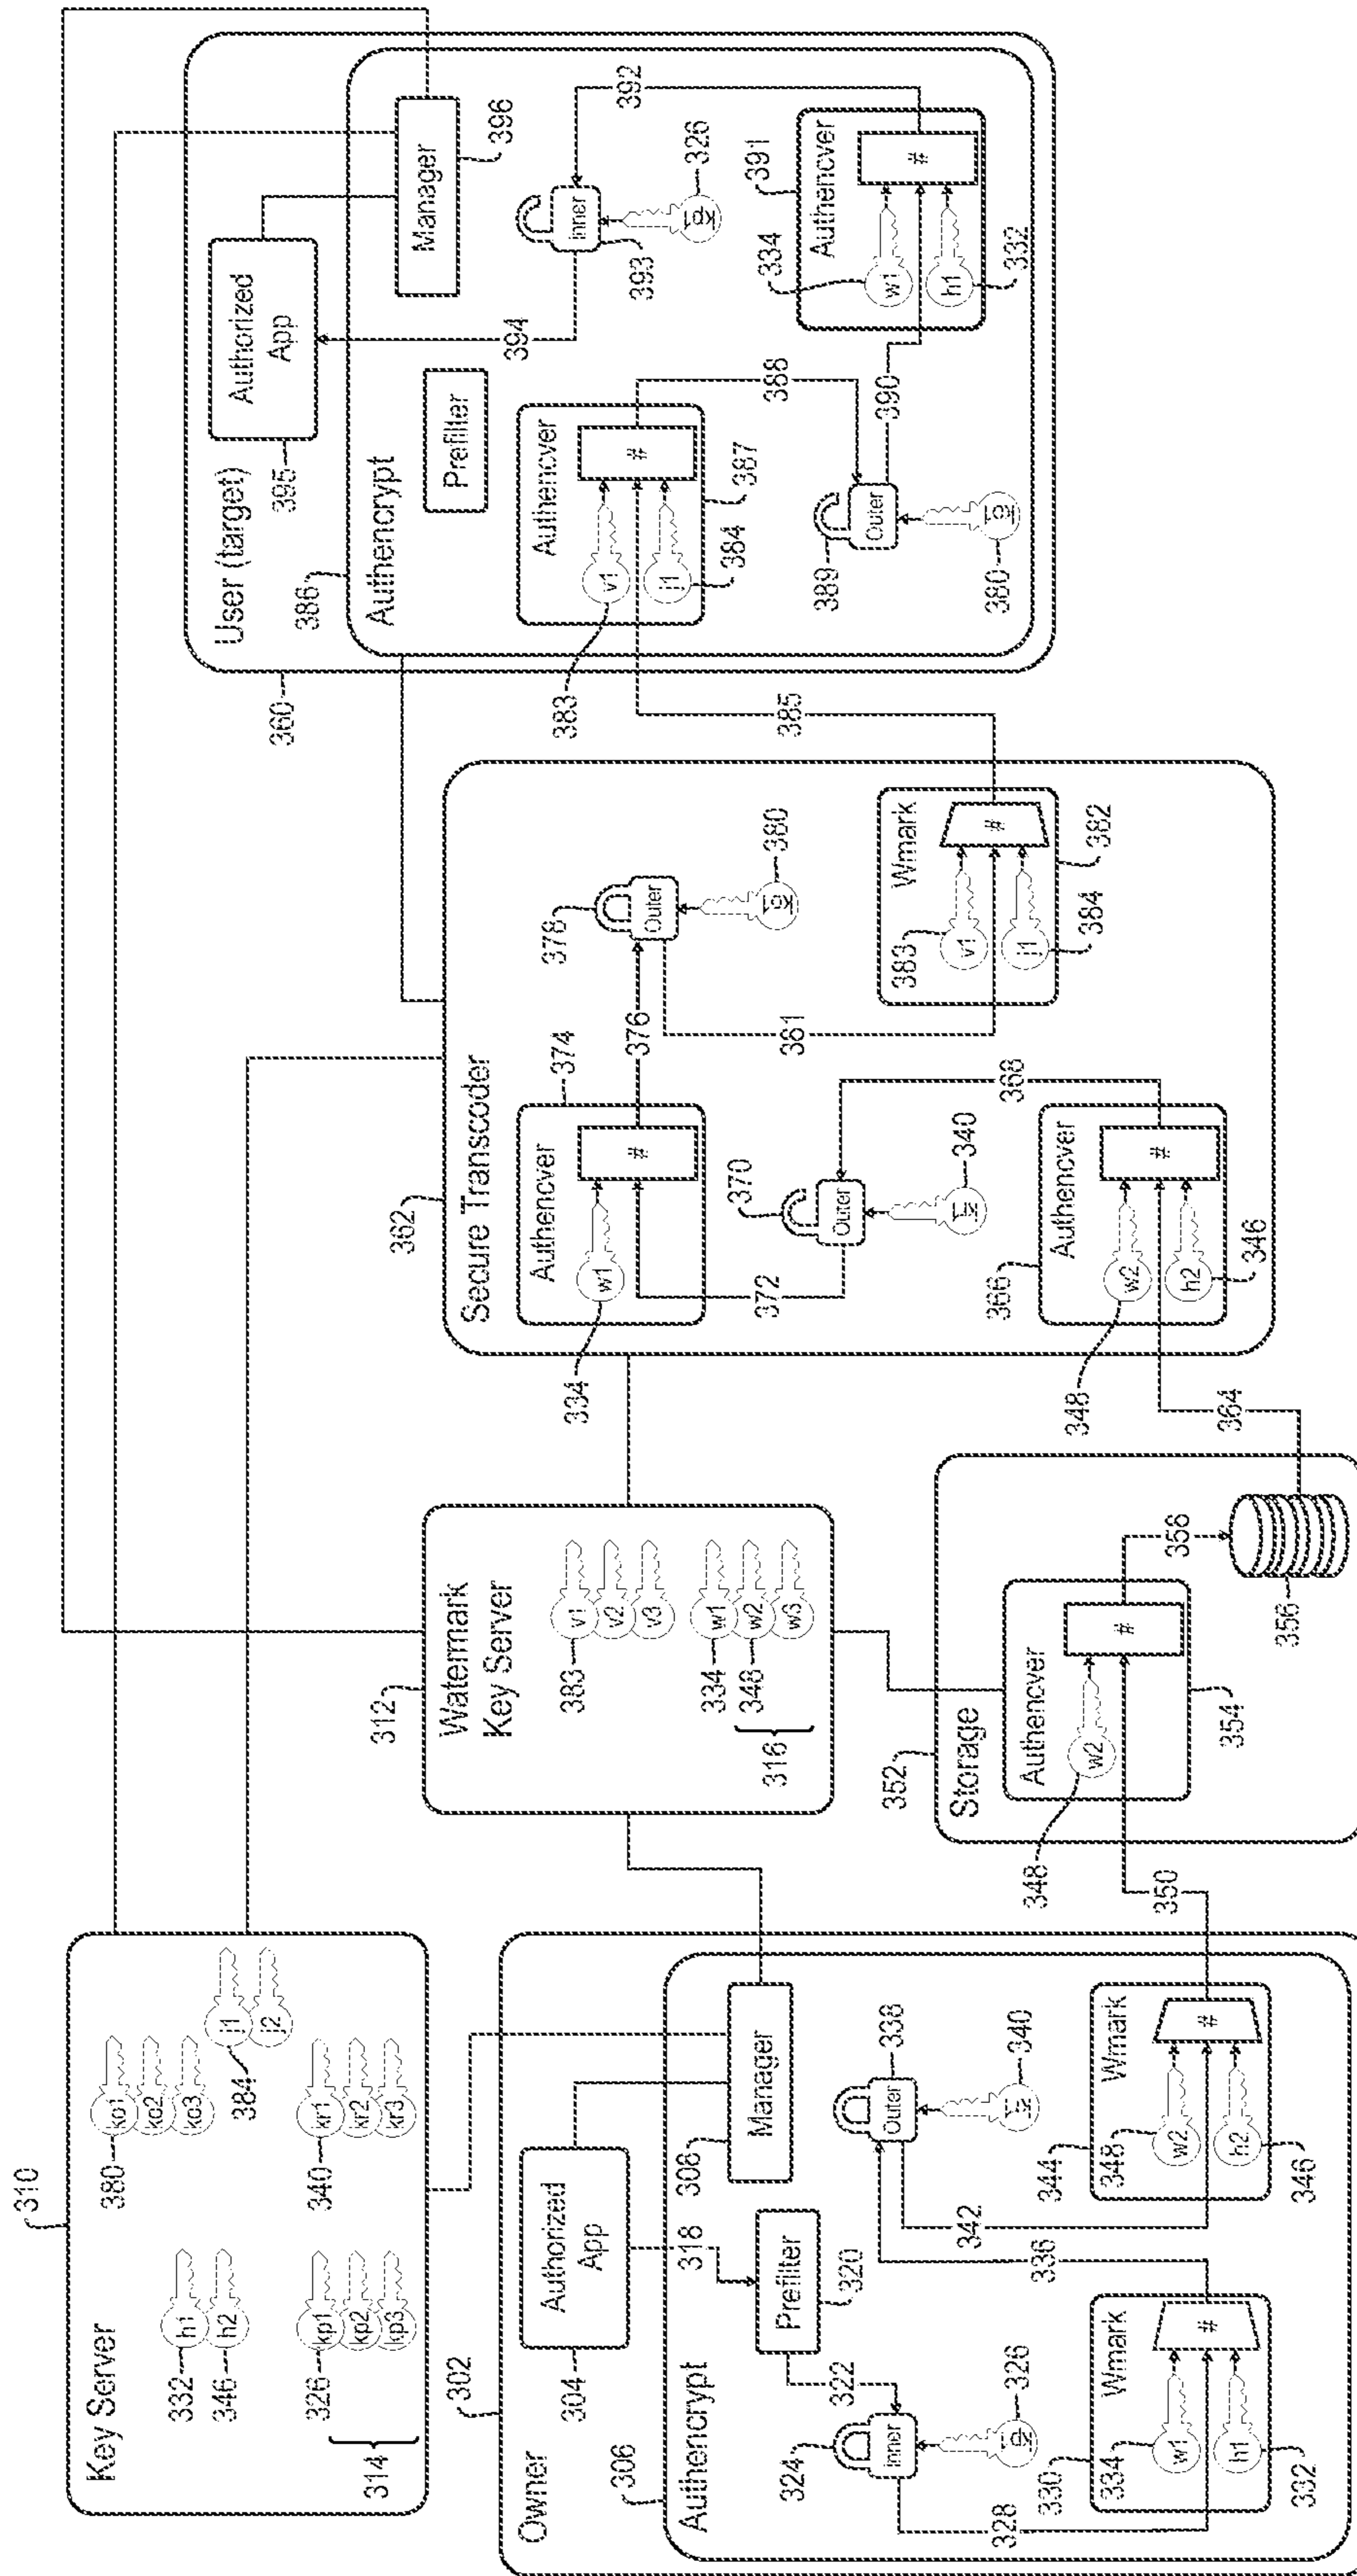 310
Key Server
332
h1
346
h2
326
kp1
kp2
kp3
314
380
ko1
ko2
ko3
384
j1
j2
340
kr1
kr2
kr3
302
Owner
304
Authorized
App
318
306
Authencrypt
Prefilter
320
308
Manager
322
324
Inner
326
328
330
Wmark
334
w1
h1
332
#
336
338
Outer
340
342
344
Wmark
348
w2
h2
346
#
350
312
Watermark
Key Server
383
v1
v2
v3
334
w1
348
w2
w3
316
352
Storage
Authencver
348
w2
#
354
358
356
364
362
Secure Transcoder
374
Authencver
w1
334
#
376
372
370
Outer
340
kr1
368
366
Authencver
348
w2
h2
346
#
378
Outer
380
ko1
381
Wmark
382
383
v1
j1
384
#
385
360
User (target)
386
Authencrypt
Authorized
App
395
Manager
396
Prefilter
394
Authencver
387
383
v1
j1
384
#
388
389
Outer
380
ko1
390
391
Authencver
334
w1
h1
332
#
392
Inner
393
326
kp1